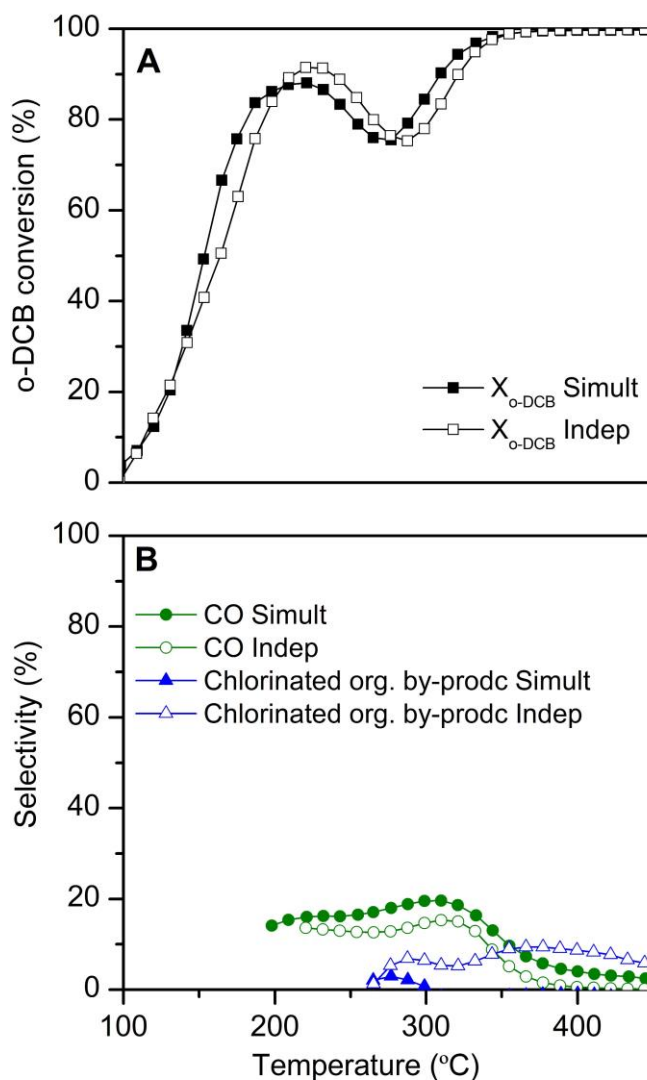 A
o-DCB conversion (%)
100
80
60
40
20
0
X o-DCB Simult
X o-DCB Indep
B
Selectivity (%)
100
80
60
40
20
0
CO Simult
CO Indep
Chlorinated org. by-prodc Simult
Chlorinated org. by-prodc Indep
100 200 300 400
Temperature (ºC)